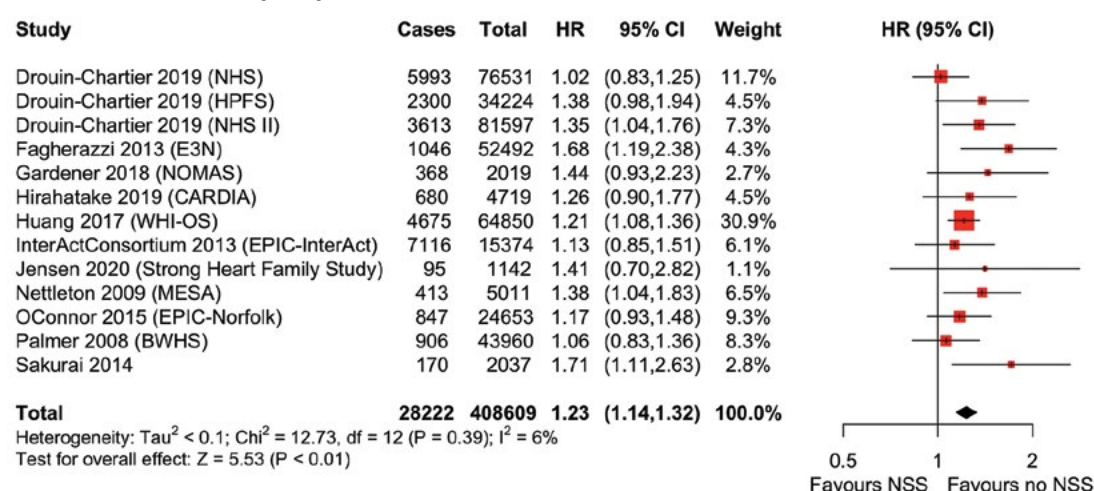 Study Cases Total HR 95% CI Weight HR (95% CI)
Drouin-Chartier 2019 (NHS) 5993 76531 1.02 (0.83,1.25) 11.7%
Drouin-Chartier 2019 (HPFS) 2300 34224 1.38 (0.98,1.94) 4.5%
Drouin-Chartier 2019 (NHS II) 3613 81597 1.35 (1.04,1.76) 7.3%
Fagherazzi 2013 (E3N) 1046 52492 1.68 (1.19,2.38) 4.3%
Gardener 2018 (NOMAS) 368 2019 1.44 (0.93,2.23) 2.7%
Hirahatake 2019 (CARDIA) 680 4719 1.26 (0.90,1.77) 4.5%
Huang 2017 (WHI-OS) 4675 64850 1.21 (1.08,1.36) 30.9%
InterActConsortium 2013 (EPIC-InterAct) 7116 15374 1.13 (0.85,1.51) 6.1%
Jensen 2020 (Strong Heart Family Study) 95 1142 1.41 (0.70,2.82) 1.1%
Nettleton 2009 (MESA) 413 5011 1.38 (1.04,1.83) 6.5%
OConnor 2015 (EPIC-Norfolk) 847 24653 1.17 (0.93,1.48) 9.3%
Palmer 2008 (BWHS) 906 43960 1.06 (0.83,1.36) 8.3%
Sakurai 2014 170 2037 1.71 (1.11,2.63) 2.8%
Total 28222 408609 1.23 (1.14,1.32) 100.0%
Heterogeneity: Tau² < 0.1; Chi² = 12.73, df = 12 (P = 0.39); I² = 6%
Test for overall effect: Z = 5.53 (P < 0.01)
0.5 1 2
Favours NSS Favours no NSS